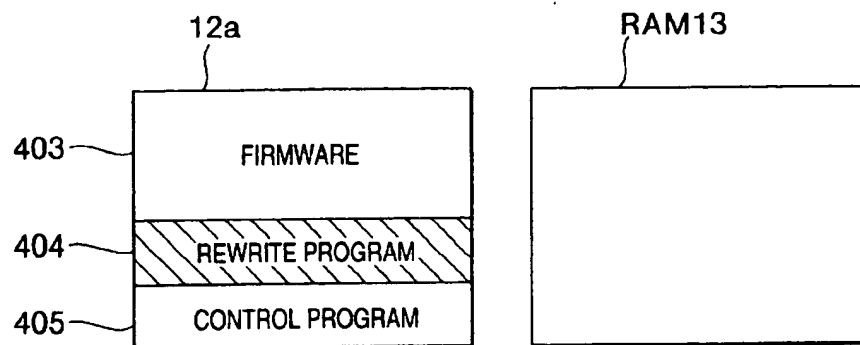 12a
RAM13
403
FIRMWARE
404
REWRITE PROGRAM
405
CONTROL PROGRAM